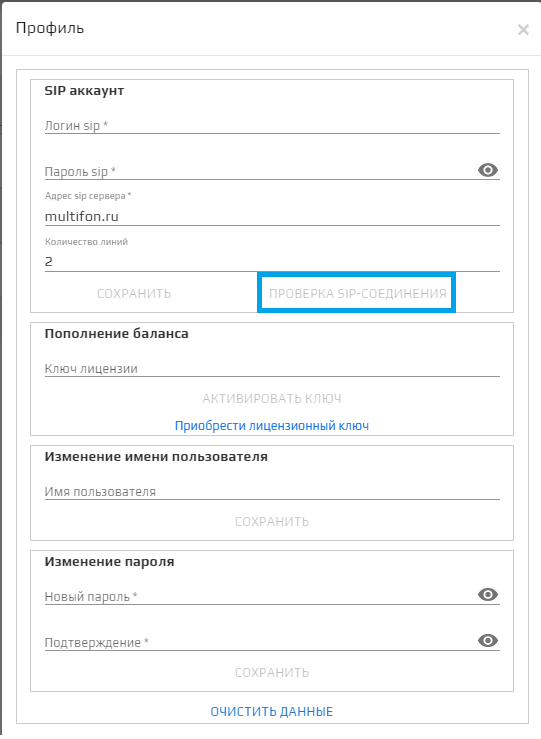 Профиль
×
SIP аккаунт
Логин sip *
Пароль sip *
Адрес sip сервера *
multifon.ru
Количество линий
2
СОХРАНИТЬ ПРОВЕРКА SIP-СОЕДИНЕНИЯ
Пополнение баланса
Ключ лицензии
АКТИВИРОВАТЬ КЛЮЧ
Приобрести лицензионный ключ
Изменение имени пользователя
Имя пользователя
СОХРАНИТЬ
Изменение пароля
Новый пароль *
Подтверждение *
СОХРАНИТЬ
ОЧИСТИТЬ ДАННЫЕ